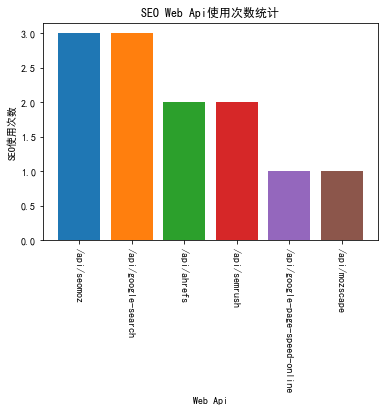 SEO Web Api使用次数统计
3.0
2.5
2.0
1.5
1.0
0.5
0.0
SEO使用次数
/api/seomoz
/api/google-search
/api/ahrefs
/api/semrush
/api/google-page-speed-online
/api/mozscape
Web Api